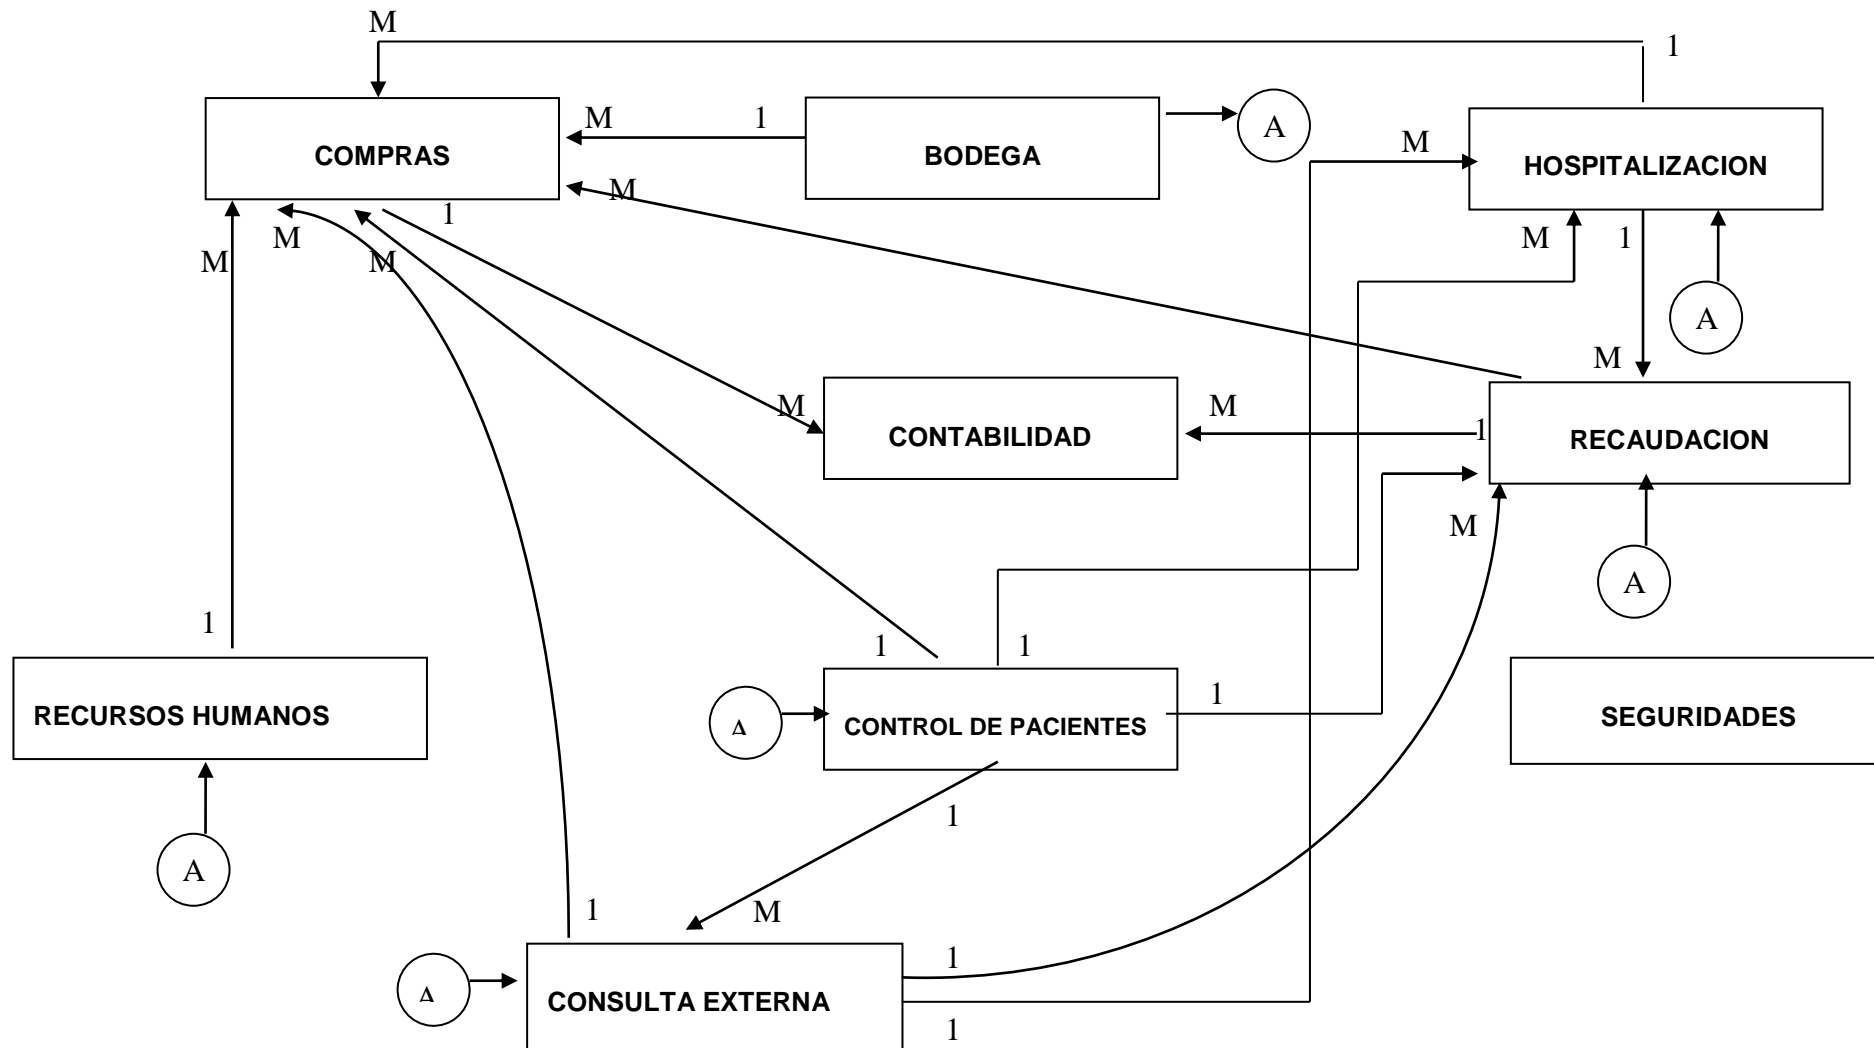 M
1
COMPRAS
M
1
BODEGA
A
M
HOSPITALIZACION
M
1
M
M
M
M
1
A
M
M
CONTABILIDAD
M
1
RECAUDACION
M
A
1
1
1
RECURSOS HUMANOS
A
CONTROL DE PACIENTES
1
SEGURIDADES
1
A
M
1
1
A
CONSULTA EXTERNA
1